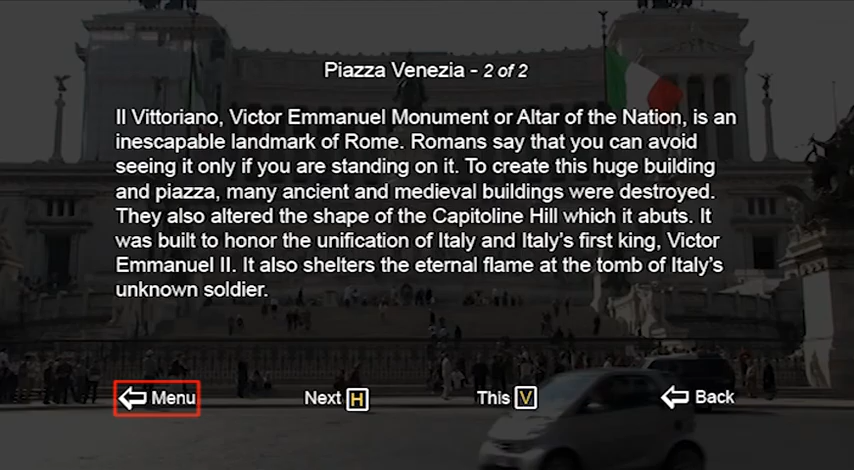 Piazza Venezia - 2 of 2
Il Vittoriano, Victor Emmanuel Monument or Altar of the Nation, is an
inescapable landmark of Rome. Romans say that you can avoid
seeing it only if you are standing on it. To create this huge building
and piazza, many ancient and medieval buildings were destroyed.
They also altered the shape of the Capitoline Hill which it abuts. It
was built to honor the unification of Italy and Italy's first king, Victor
Emmanuel II. It also shelters the eternal flame at the tomb of Italy's
unknown soldier.
Menu Next H This V Back